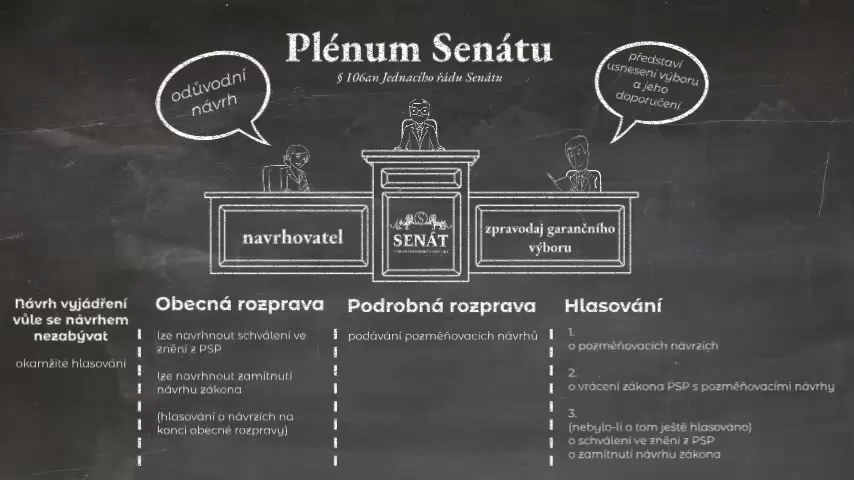 Plénum Senátu
§ 106an Jednacího řádu Senátu
odůvodní
návrh
představí
usnesení výboru
a jeho
doporučení
navrhovatel
SENÁT
zpravodaj garančního
výboru
Návrh vyjádření
vůle se návrhem
nezabývat
okamžité hlasování
Obecná rozprava
lze navrhnout schválení ve
znění z PSP
lze navrhnout zamítnutí
návrhu zákona
(hlasování o návrzích na
konci obecné rozpravy)
Podrobná rozprava
podávání pozměňovacích návrhů
Hlasování
1.
o pozměňovacích návrzích
2.
o vrácení zákona PSP s pozměňovacími návrhy
3.
(nebylo-li o tom ještě hlasováno)
o schválení ve znění z PSP
o zamítnutí návrhu zákona